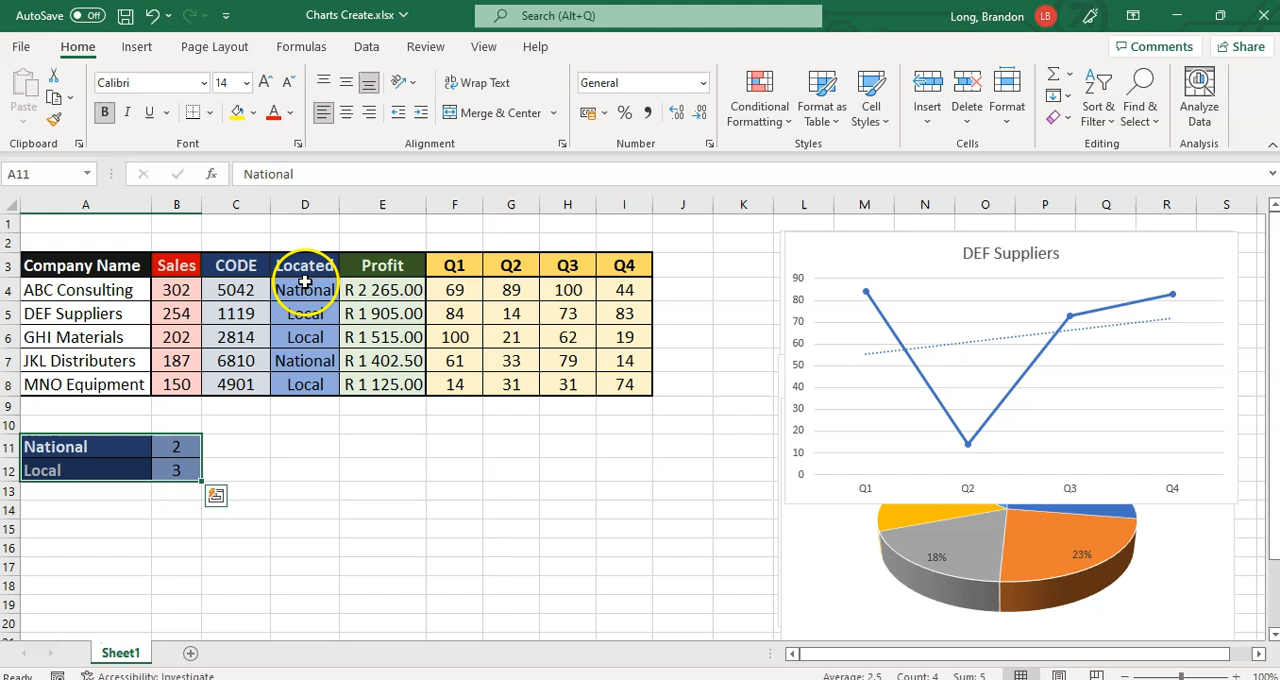 AutoSave Off Charts Create.xlsx Search (Alt+Q) Long, Brandon LB
File Home Insert Page Layout Formulas Data Review View Help Comments Share
Paste Calibri 14 Wrap Text General Conditional Formatting Format as Table Cell Styles Insert Delete Format Sort & Filter Find & Select Analyze Data
B I U Merge & Center
Clipboard Font Alignment Number Styles Cells Editing Analysis
A11 fx National
A B C D E F G H I J K L M N O P Q R S
1
2
3 Company Name Sales CODE Located Profit Q1 Q2 Q3 Q4
4 ABC Consulting 302 5042 National R 2 265.00 69 89 100 44
5 DEF Suppliers 254 1119 Local R 1 905.00 84 14 73 83
6 GHI Materials 202 2814 Local R 1 515.00 100 21 62 19
7 JKL Distributers 187 6810 National R 1 402.50 61 33 79 14
8 MNO Equipment 150 4901 Local R 1 125.00 14 31 31 74
9
10
11 National 2
12 Local 3
13
14
15
16
17
18
19
20
DEF Suppliers
90
80
70
60
50
40
30
20
10
0
Q1 Q2 Q3 Q4
18% 23%
Sheet1
Ready Accessibility: Investigate Average: 2.5 Count: 4 Sum: 5 100%